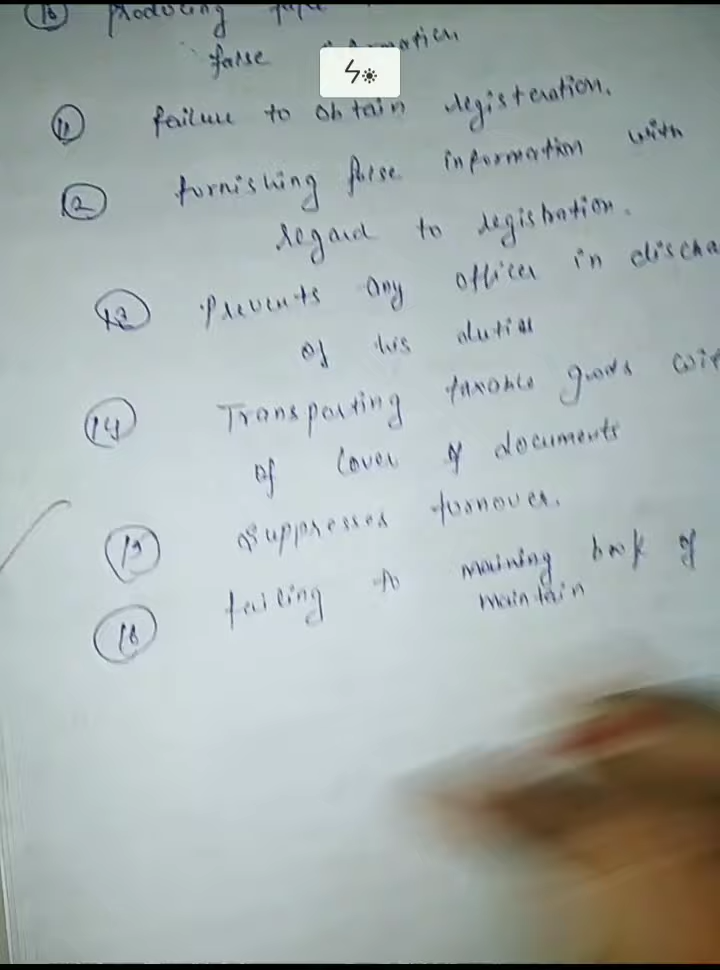 10 producing
false
11 failure to obtain registeration.
12 furnishing false information with
regard to registration.
13 Prevents any officer in discha
of his duties
14 Transporting taxable goods wit
of cover of documents
15 Suppresses turnover.
16 failing to maining book of
maintain